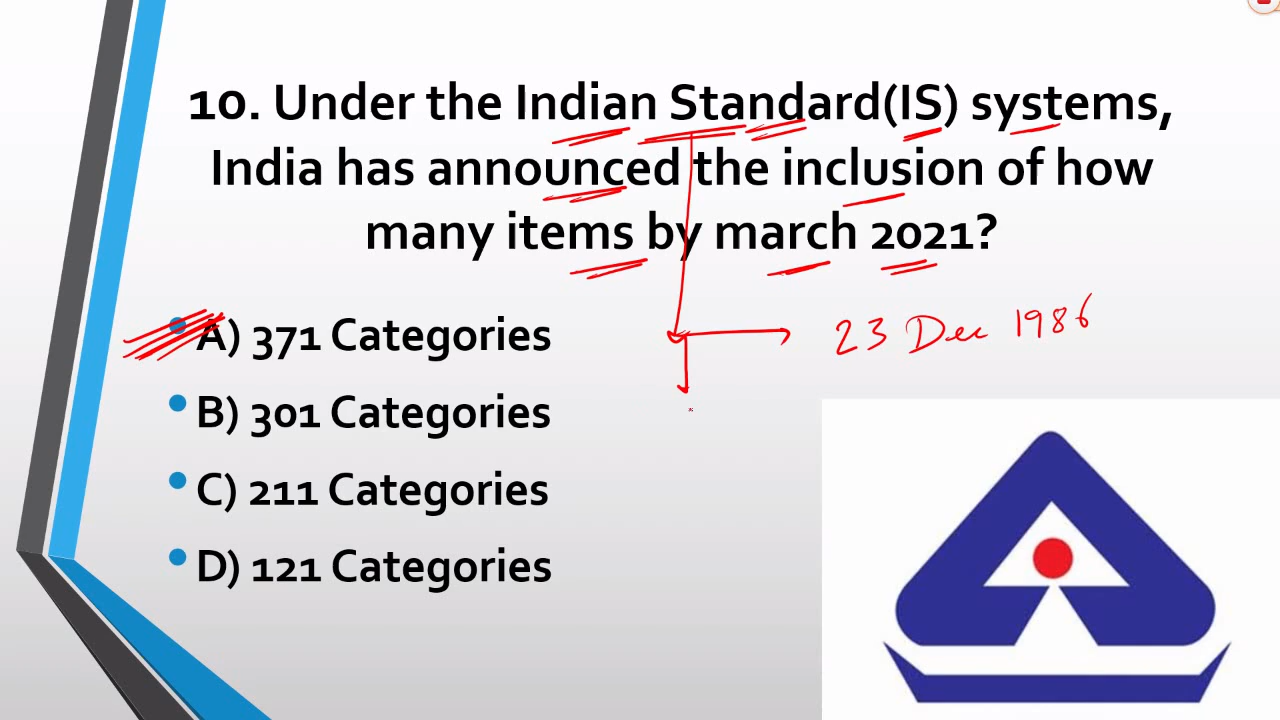 10. Under the Indian Standard(IS) systems,
India has announced the inclusion of how
many items by march 2021?
A) 371 Categories
23 Dec 1986
B) 301 Categories
C) 211 Categories
D) 121 Categories